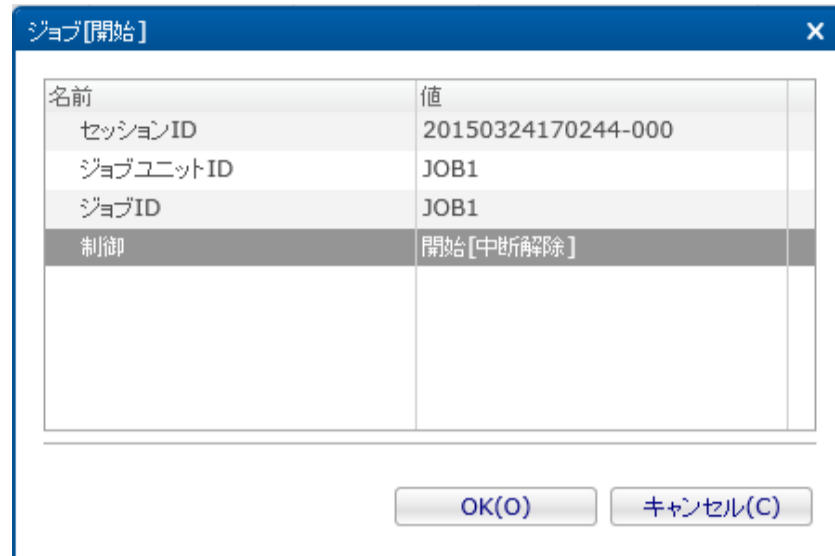 ジョブ[開始]
名前 値
セッションID 20150324170244-000
ジョブユニットID JOB1
ジョブID JOB1
制御 開始[中断解除]
OK(O) キャンセル(C)